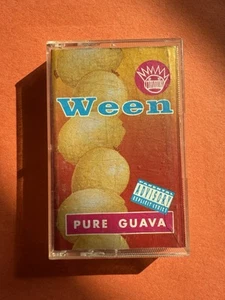 Ween
PARENTAL
ADVISORY
EXPLICIT LYRICS
PURE GUAVA